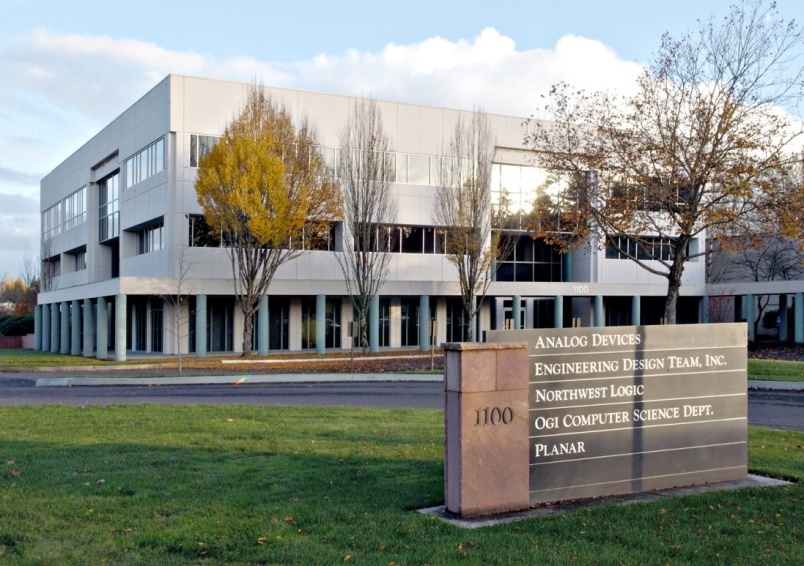 1100
ANALOG DEVICES
ENGINEERING DESIGN TEAM, INC.
NORTHWEST LOGIC
OGI COMPUTER SCIENCE DEPT.
PLANAR
1100